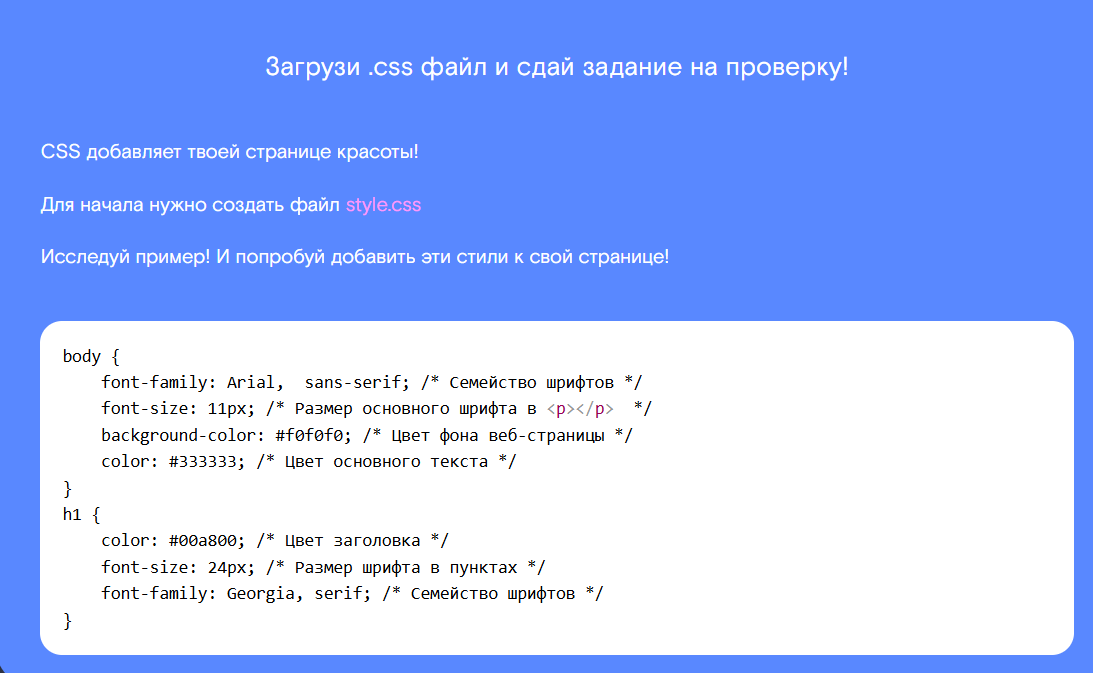 Загрузи .css файл и сдай задание на проверку!
CSS добавляет твоей странице красоты!
Для начала нужно создать файл style.css
Исследуй пример! И попробуй добавить эти стили к свой странице!
body {
    font-family: Arial,  sans-serif; /* Семейство шрифтов */
    font-size: 11px; /* Размер основного шрифта в <p></p>  */
    background-color: #f0f0f0; /* Цвет фона веб-страницы */
    color: #333333; /* Цвет основного текста */
}
h1 {
    color: #00a800; /* Цвет заголовка */
    font-size: 24px; /* Размер шрифта в пунктах */
    font-family: Georgia, serif; /* Семейство шрифтов */
}